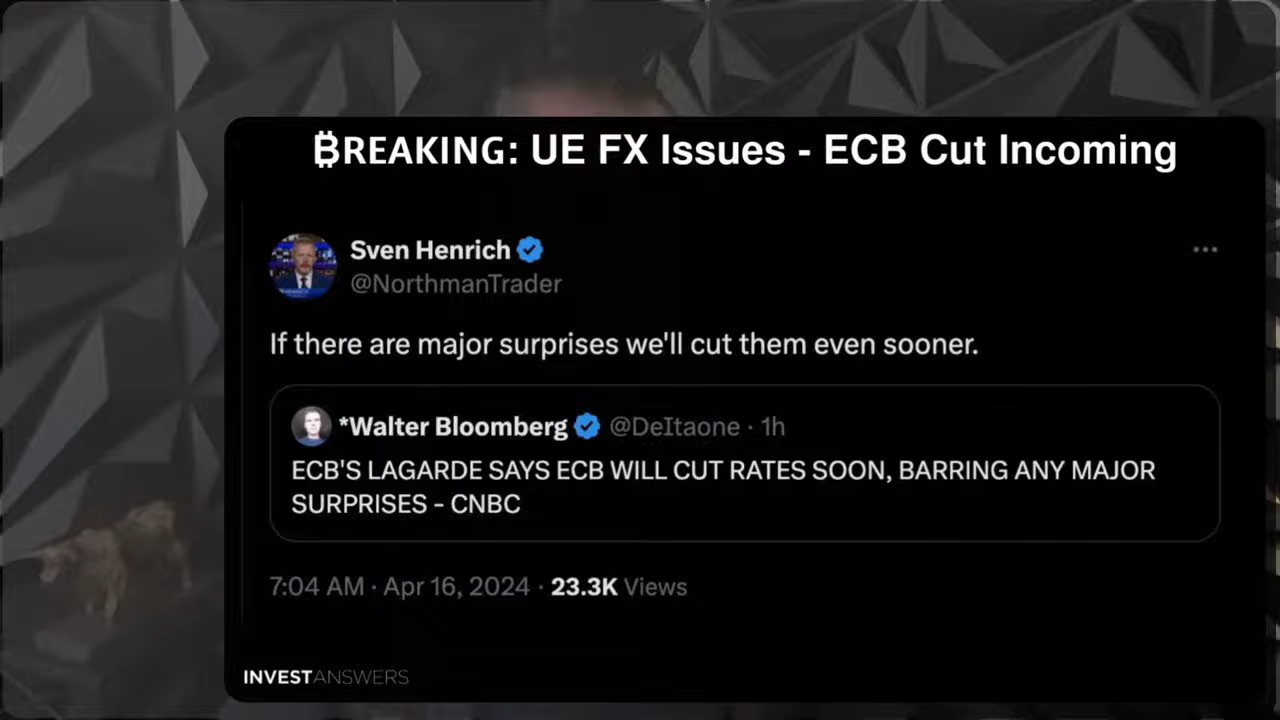 ₿REAKING: UE FX Issues - ECB Cut Incoming
Sven Henrich
@NorthmanTrader
If there are major surprises we'll cut them even sooner.
*Walter Bloomberg @DeItaone · 1h
ECB'S LAGARDE SAYS ECB WILL CUT RATES SOON, BARRING ANY MAJOR
SURPRISES – CNBC
7:04 AM · Apr 16, 2024 · 23.3K Views
INVESTANSWERS